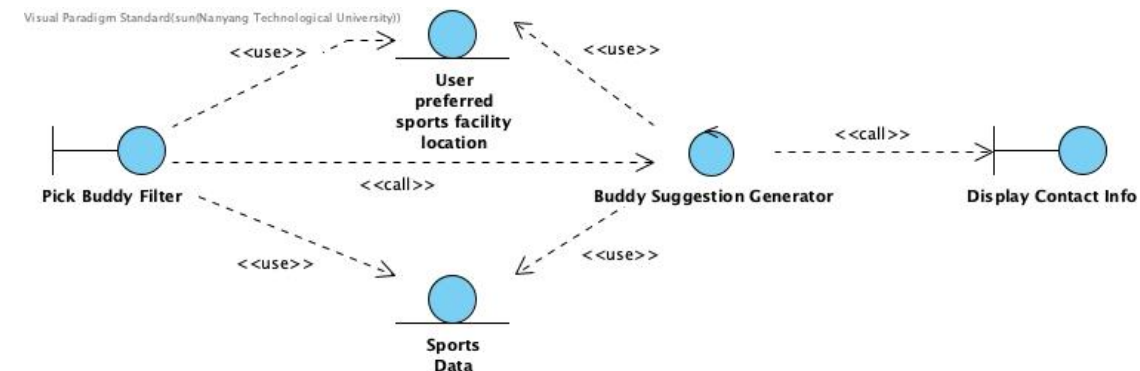 Visual Paradigm Standard(sun(Nanyang Technological University))
<<use>>
<<use>>
User
preferred
sports facility
location
<<call>>
<<call>>
Pick Buddy Filter
Buddy Suggestion Generator
Display Contact Info
<<use>>
<<use>>
Sports
Data